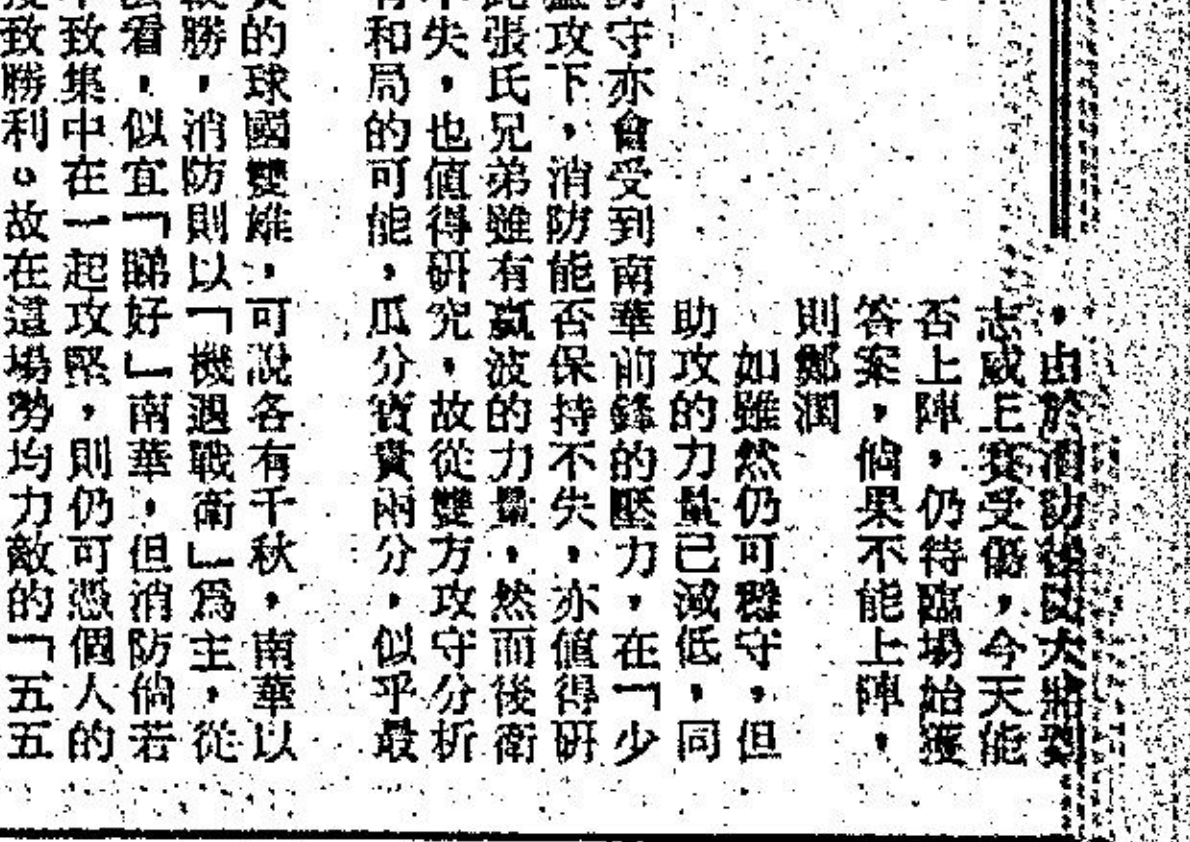 ，由於消防後防大將
志威上賽受傷，今天能
否上陣，仍待臨場始獲
答案，倘果不能上陣，
則鄭潤
如雖然仍可穩守，但
助攻的力量已減低，同
守亦會受到南華前鋒的壓力，在「少
攻下，消防能否保持不失，亦值得研
張氏兄弟雖有贏波的力量，然而後衛
失，也值得研究，故從雙方攻守分析
和局的可能，瓜分寶貴兩分，似乎最
的球國雙雄，可說各有千秋，南華以
勝，消防則以「機遇戰術」為主，從
看，似宜「睇好」南華，但消防倘若
致集中在一起攻堅，則仍可憑個人的
致勝利。故在這場勢均力敵的「五五